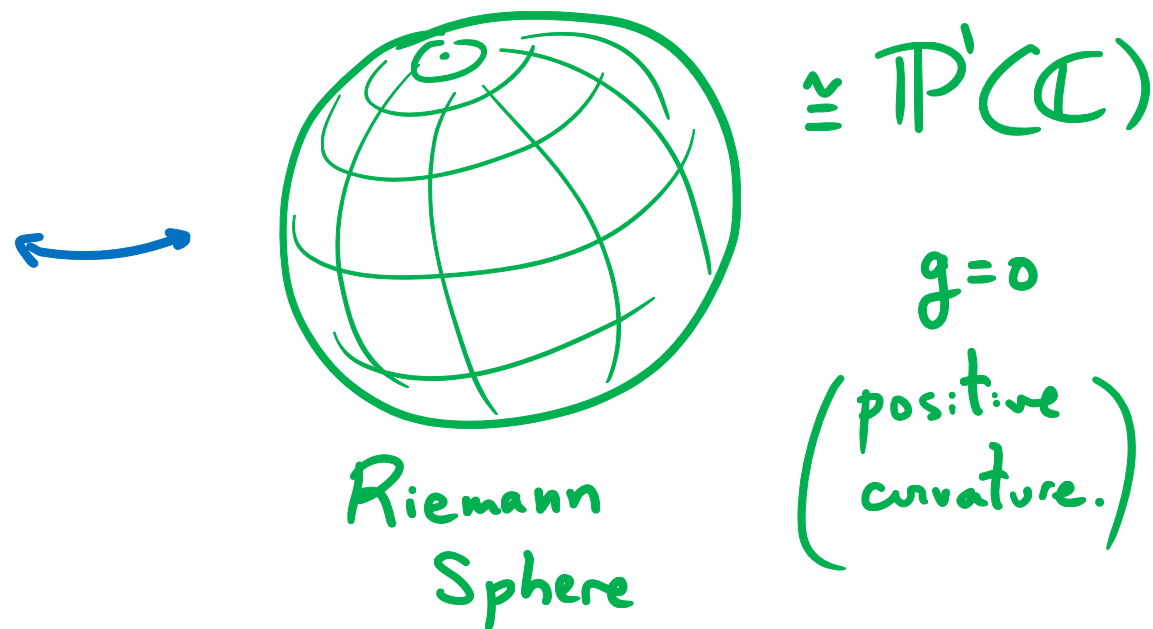 ≅ ℙ¹(ℂ)
g=0
(positive
curvature.)
Riemann
Sphere